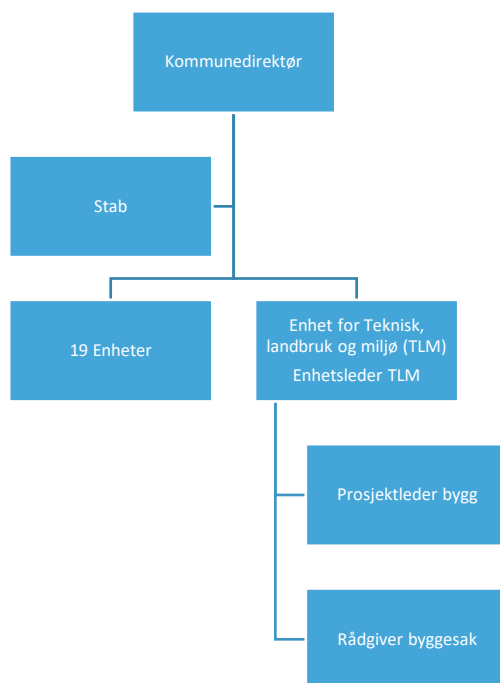 Kommunedirektør
Stab
19 Enheter
Enhet for Teknisk,
landbruk og miljø (TLM)
Enhetsleder TLM
Prosjektleder bygg
Rådgiver byggesak